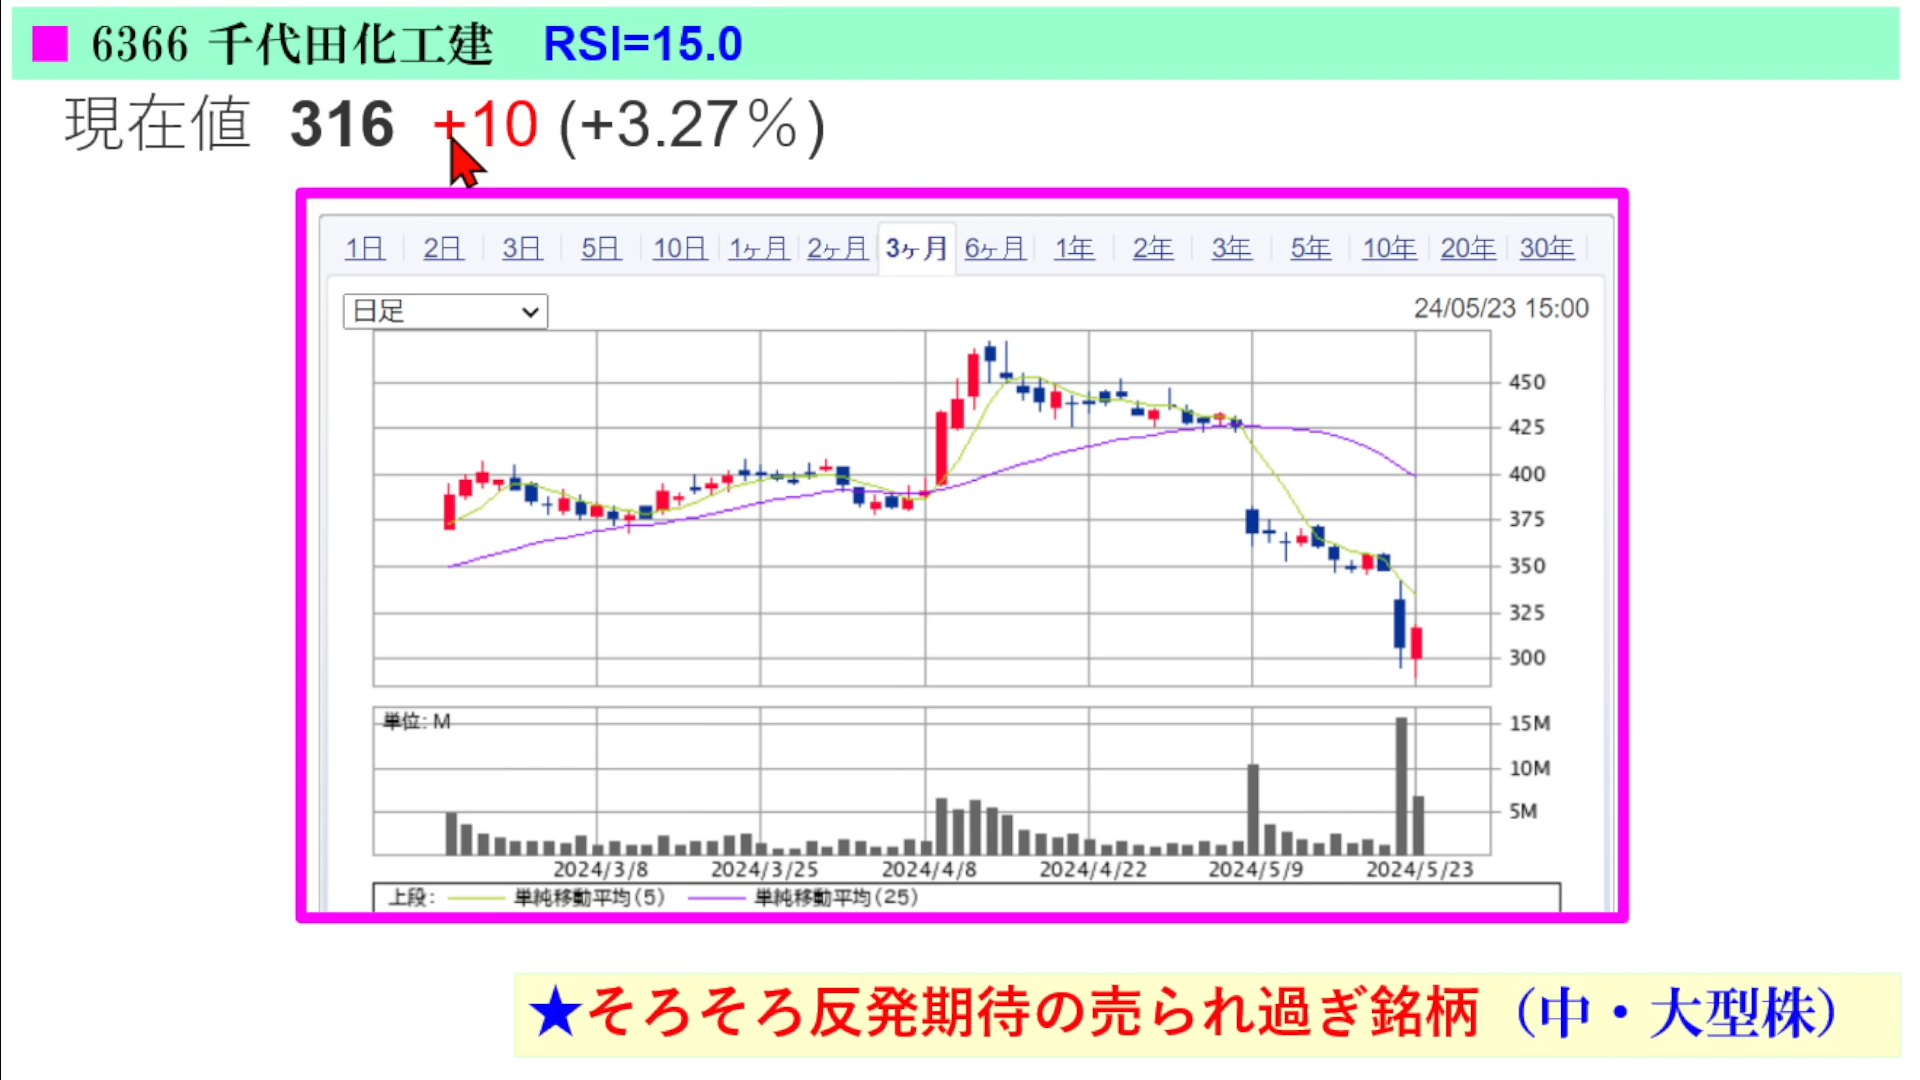 ■ 6366 千代田化工建 RSI=15.0
現在値 316 +10 (+3.27％)
1日 2日 3日 5日 10日 1ヶ月 2ヶ月 3ヶ月 6ヶ月 1年 2年 3年 5年 10年 20年 30年
日足 24/05/23 15:00
450
425
400
375
350
325
300
単位: M
15M
10M
5M
2024/3/8 2024/3/25 2024/4/8 2024/4/22 2024/5/9 2024/5/23
上段: 単純移動平均(5) 単純移動平均(25)
★そろそろ反発期待の売られ過ぎ銘柄（中・大型株）